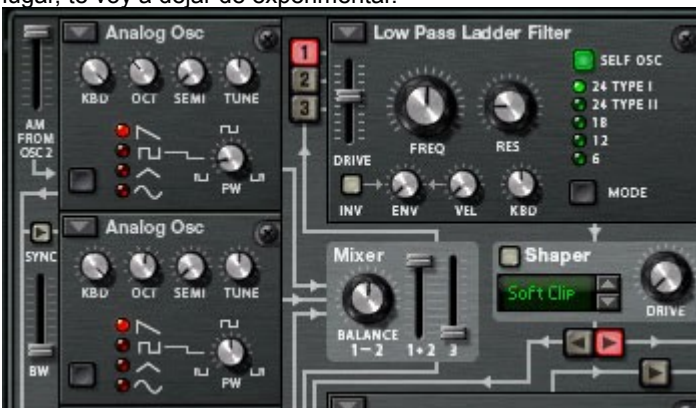 lugar, te voy a dejar de experimentar.
Analog Osc
KBD OCT SEMI TUNE
AM
FROM
OSC 2
PW
Analog Osc
SYNC
KBD OCT SEMI TUNE
BW
PW
1
2
3
Low Pass Ladder Filter
DRIVE
FREQ
RES
SELF OSC
24 TYPE I
24 TYPE II
18
12
6
MODE
INV ENV VEL KBD
Mixer
BALANCE
1-2 1+2 3
Shaper
Soft Clip
DRIVE